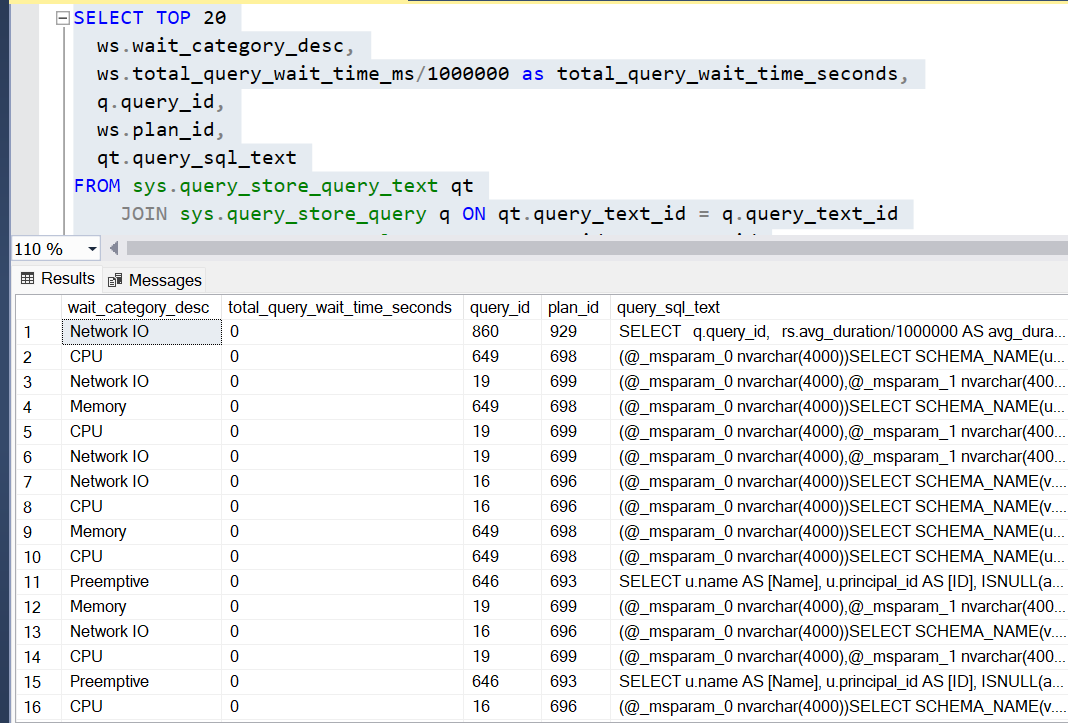 SELECT TOP 20
ws.wait_category_desc,
ws.total_query_wait_time_ms/1000000 as total_query_wait_time_seconds,
q.query_id,
ws.plan_id,
qt.query_sql_text
FROM sys.query_store_query_text qt
JOIN sys.query_store_query q ON qt.query_text_id = q.query_text_id
110 %
Results Messages
wait_category_desc total_query_wait_time_seconds query_id plan_id query_sql_text
1 Network IO 0 860 929 SELECT q.query_id, rs.avg_duration/1000000 AS avg_dura...
2 CPU 0 649 698 (@_msparam_0 nvarchar(4000))SELECT SCHEMA_NAME(u...
3 Network IO 0 19 699 (@_msparam_0 nvarchar(4000),@_msparam_1 nvarchar(400...
4 Memory 0 649 698 (@_msparam_0 nvarchar(4000))SELECT SCHEMA_NAME(u...
5 CPU 0 19 699 (@_msparam_0 nvarchar(4000),@_msparam_1 nvarchar(400...
6 Network IO 0 19 699 (@_msparam_0 nvarchar(4000),@_msparam_1 nvarchar(400...
7 Network IO 0 16 696 (@_msparam_0 nvarchar(4000))SELECT SCHEMA_NAME(v....
8 CPU 0 16 696 (@_msparam_0 nvarchar(4000))SELECT SCHEMA_NAME(v....
9 Memory 0 649 698 (@_msparam_0 nvarchar(4000))SELECT SCHEMA_NAME(u...
10 CPU 0 649 698 (@_msparam_0 nvarchar(4000))SELECT SCHEMA_NAME(u...
11 Preemptive 0 646 693 SELECT u.name AS [Name], u.principal_id AS [ID], ISNULL(a...
12 Memory 0 19 699 (@_msparam_0 nvarchar(4000),@_msparam_1 nvarchar(400...
13 Network IO 0 16 696 (@_msparam_0 nvarchar(4000))SELECT SCHEMA_NAME(v....
14 CPU 0 19 699 (@_msparam_0 nvarchar(4000),@_msparam_1 nvarchar(400...
15 Preemptive 0 646 693 SELECT u.name AS [Name], u.principal_id AS [ID], ISNULL(a...
16 CPU 0 16 696 (@_msparam_0 nvarchar(4000))SELECT SCHEMA_NAME(v....